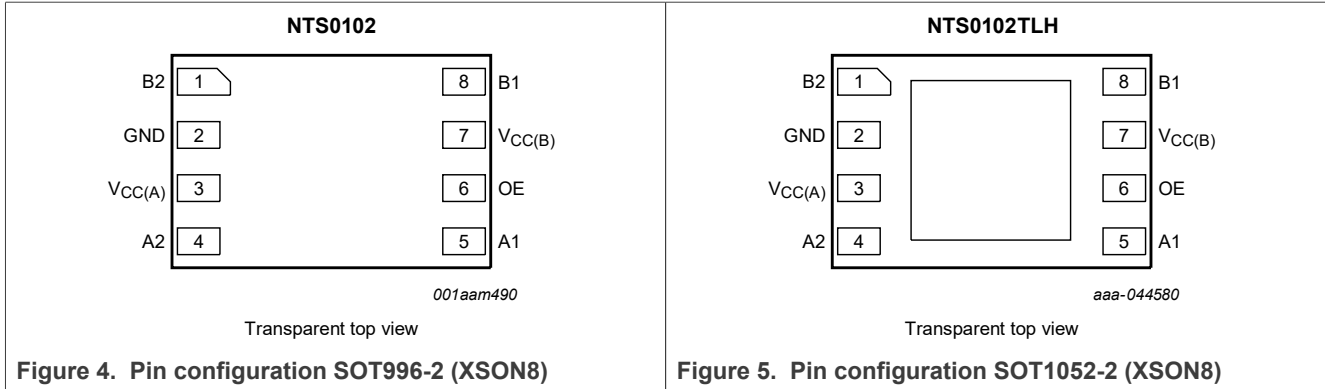 NTS0102
B2 1 8 B1
GND 2 7 VCC(B)
VCC(A) 3 6 OE
A2 4 5 A1
001aam490
Transparent top view
Figure 4. Pin configuration SOT996-2 (XSON8)
NTS0102TLH
B2 1 8 B1
GND 2 7 VCC(B)
VCC(A) 3 6 OE
A2 4 5 A1
aaa-044580
Transparent top view
Figure 5. Pin configuration SOT1052-2 (XSON8)